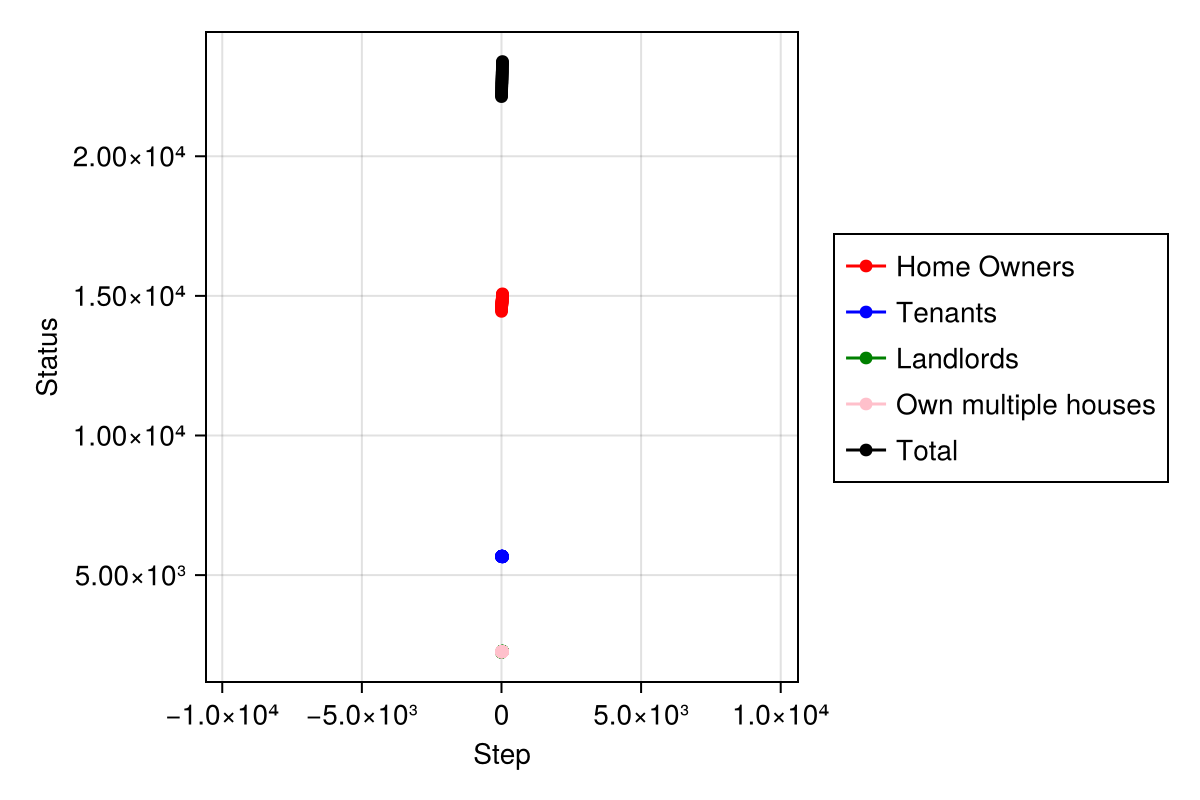 2.00×10⁴
1.50×10⁴
1.00×10⁴
5.00×10³
Status
−1.0×10⁴ −5.0×10³ 0 5.0×10³ 1.0×10⁴
Step
Home Owners
Tenants
Landlords
Own multiple houses
Total